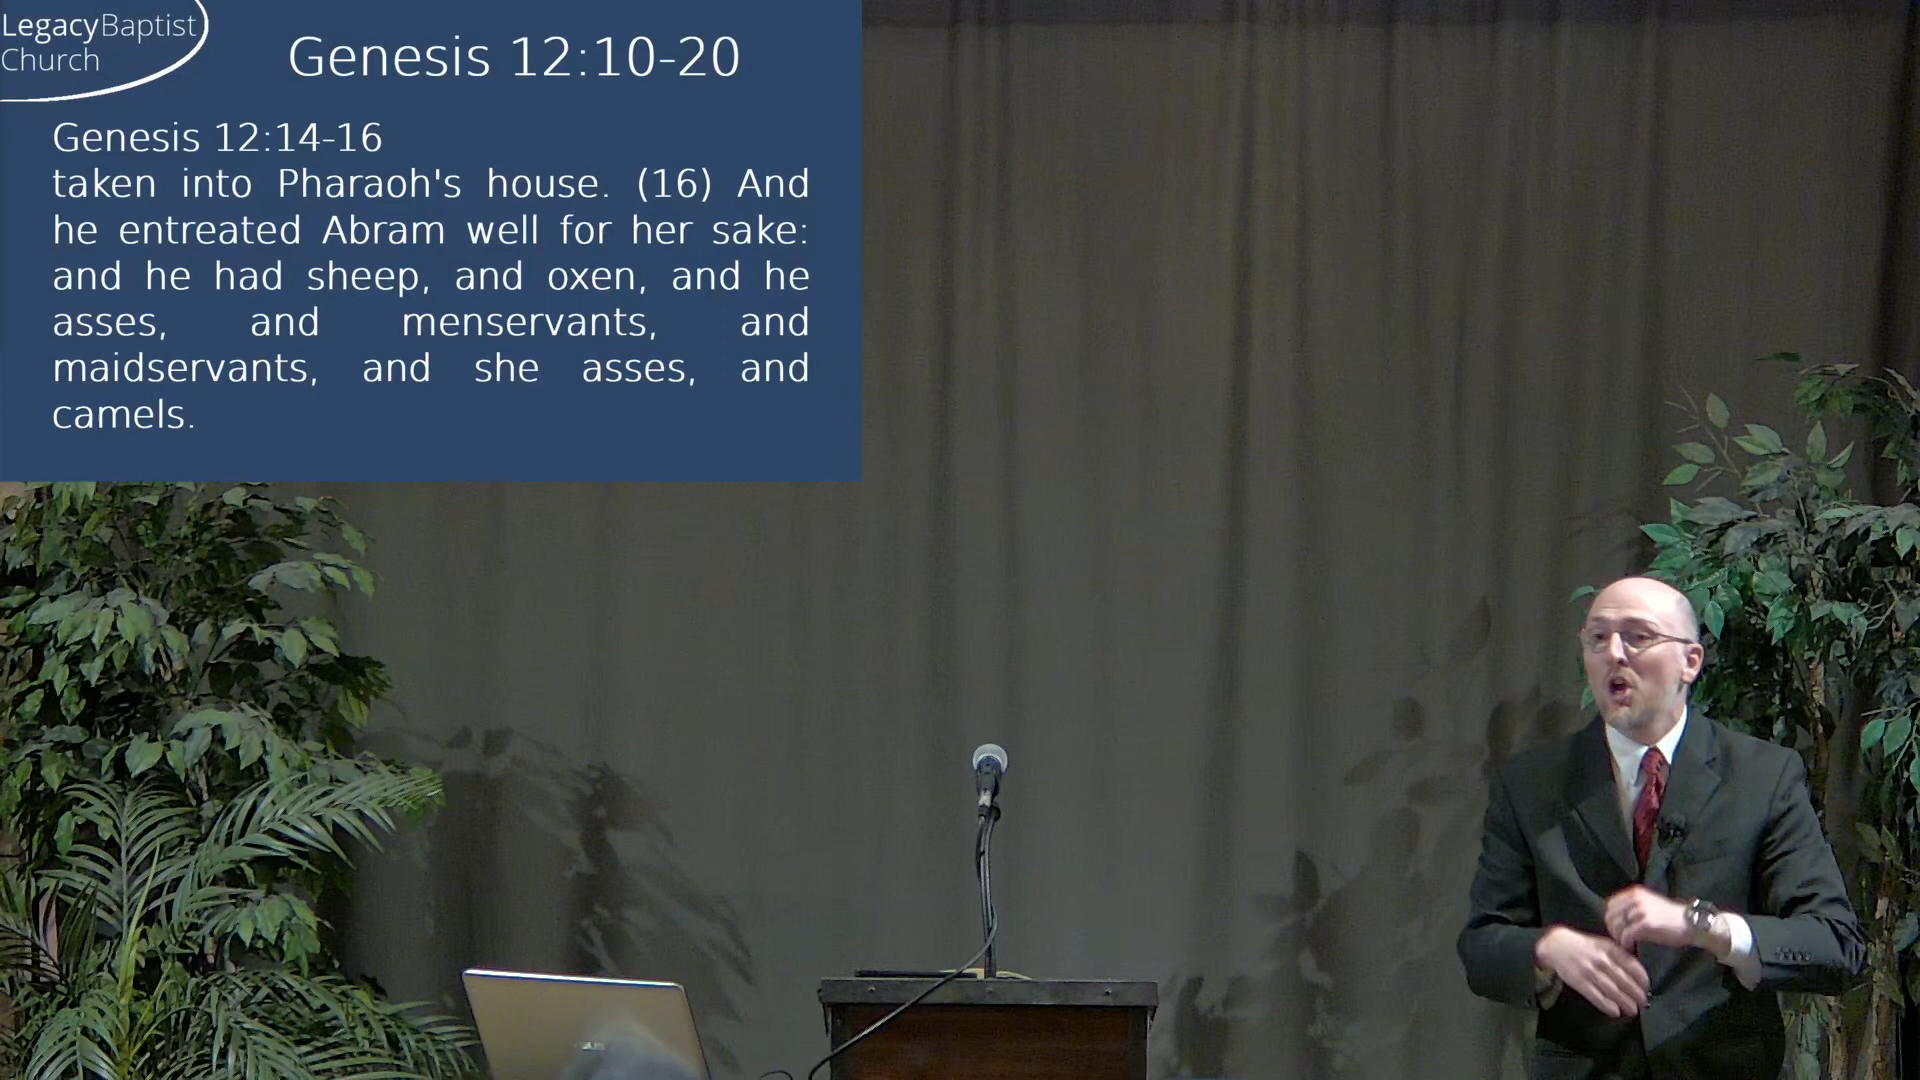 LegacyBaptist
Church
Genesis 12:10-20
Genesis 12:14-16
taken into Pharaoh's house. (16) And
he entreated Abram well for her sake:
and he had sheep, and oxen, and he
asses, and menservants, and
maidservants, and she asses, and
camels.